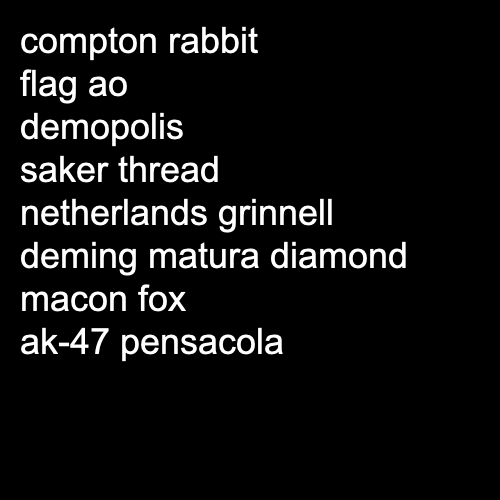 compton rabbit
flag ao
demopolis
saker thread
netherlands grinnell
deming matura diamond
macon fox
ak-47 pensacola